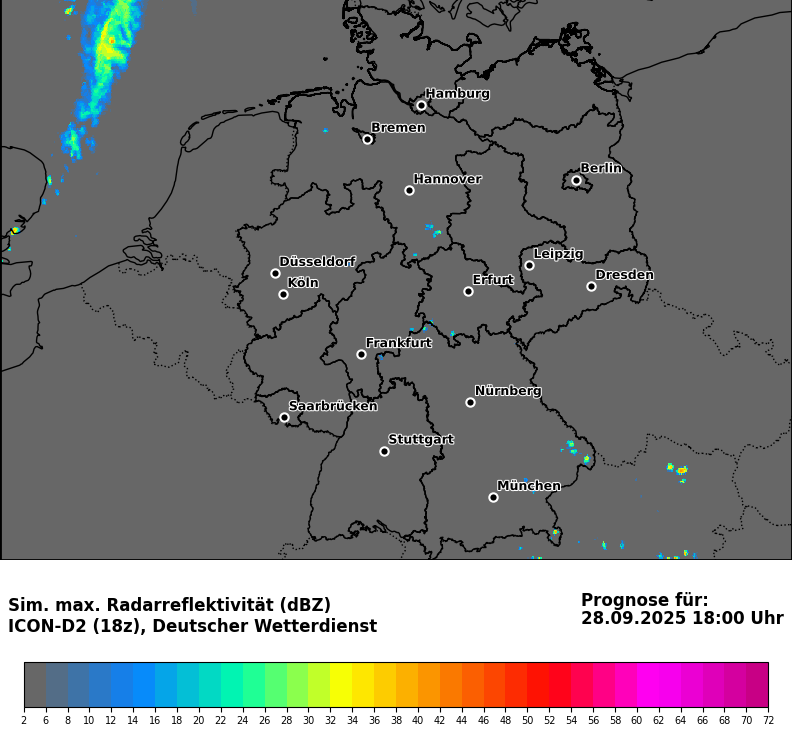 Hamburg
Bremen
Berlin
Hannover
Leipzig
Düsseldorf
Dresden
Köln
Erfurt
Frankfurt
Nürnberg
Saarbrücken
Stuttgart
München
Sim. max. Radarreflektivität (dBZ)
ICON-D2 (18z), Deutscher Wetterdienst
Prognose für:
28.09.2025 18:00 Uhr
2 6 8 10 12 14 16 18 20 22 24 26 28 30 32 34 36 38 40 42 44 46 48 50 52 54 56 58 60 62 64 66 68 70 72